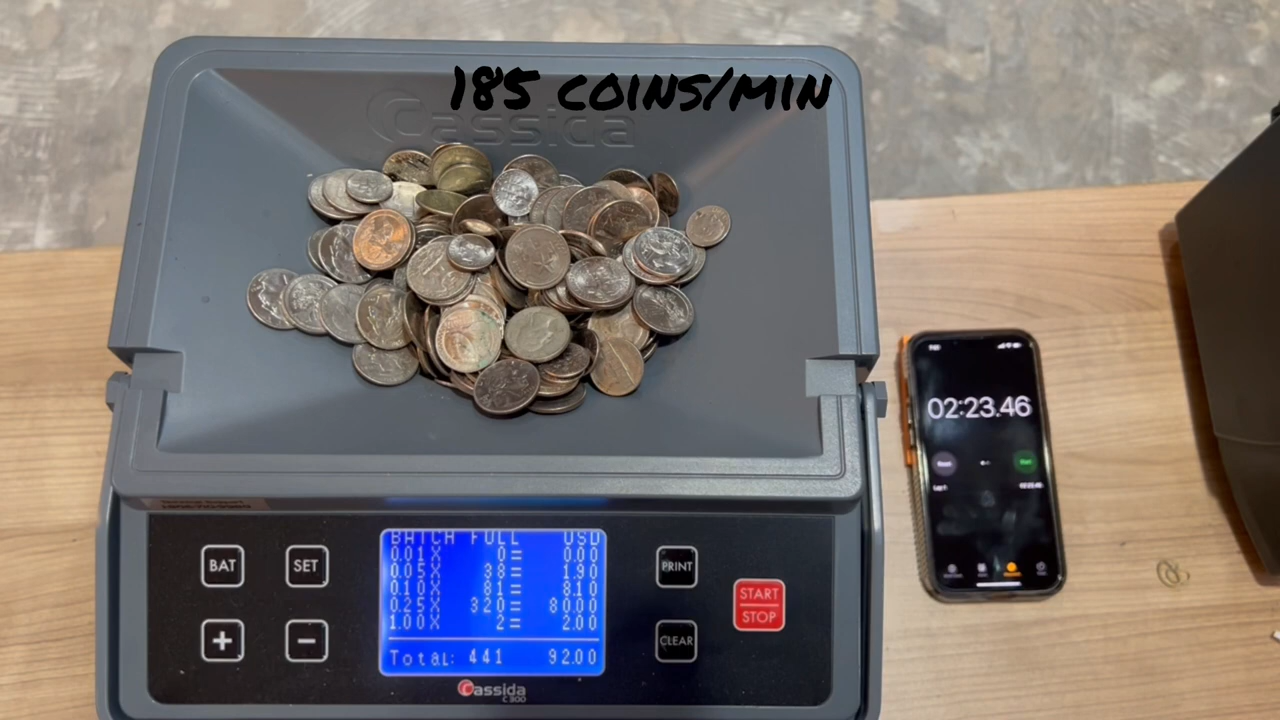 185 COINS/MIN
Cassida
BATCH FULL USD
0.01X 0= 0.00
0.05X 38= 1.90
0.10X 81= 8.10
0.25X 320= 80.00
1.00X 2= 2.00
Total: 441 92.00
BAT
SET
PRINT
START
STOP
CLEAR
+
-
Cassida
C300
02:23.46